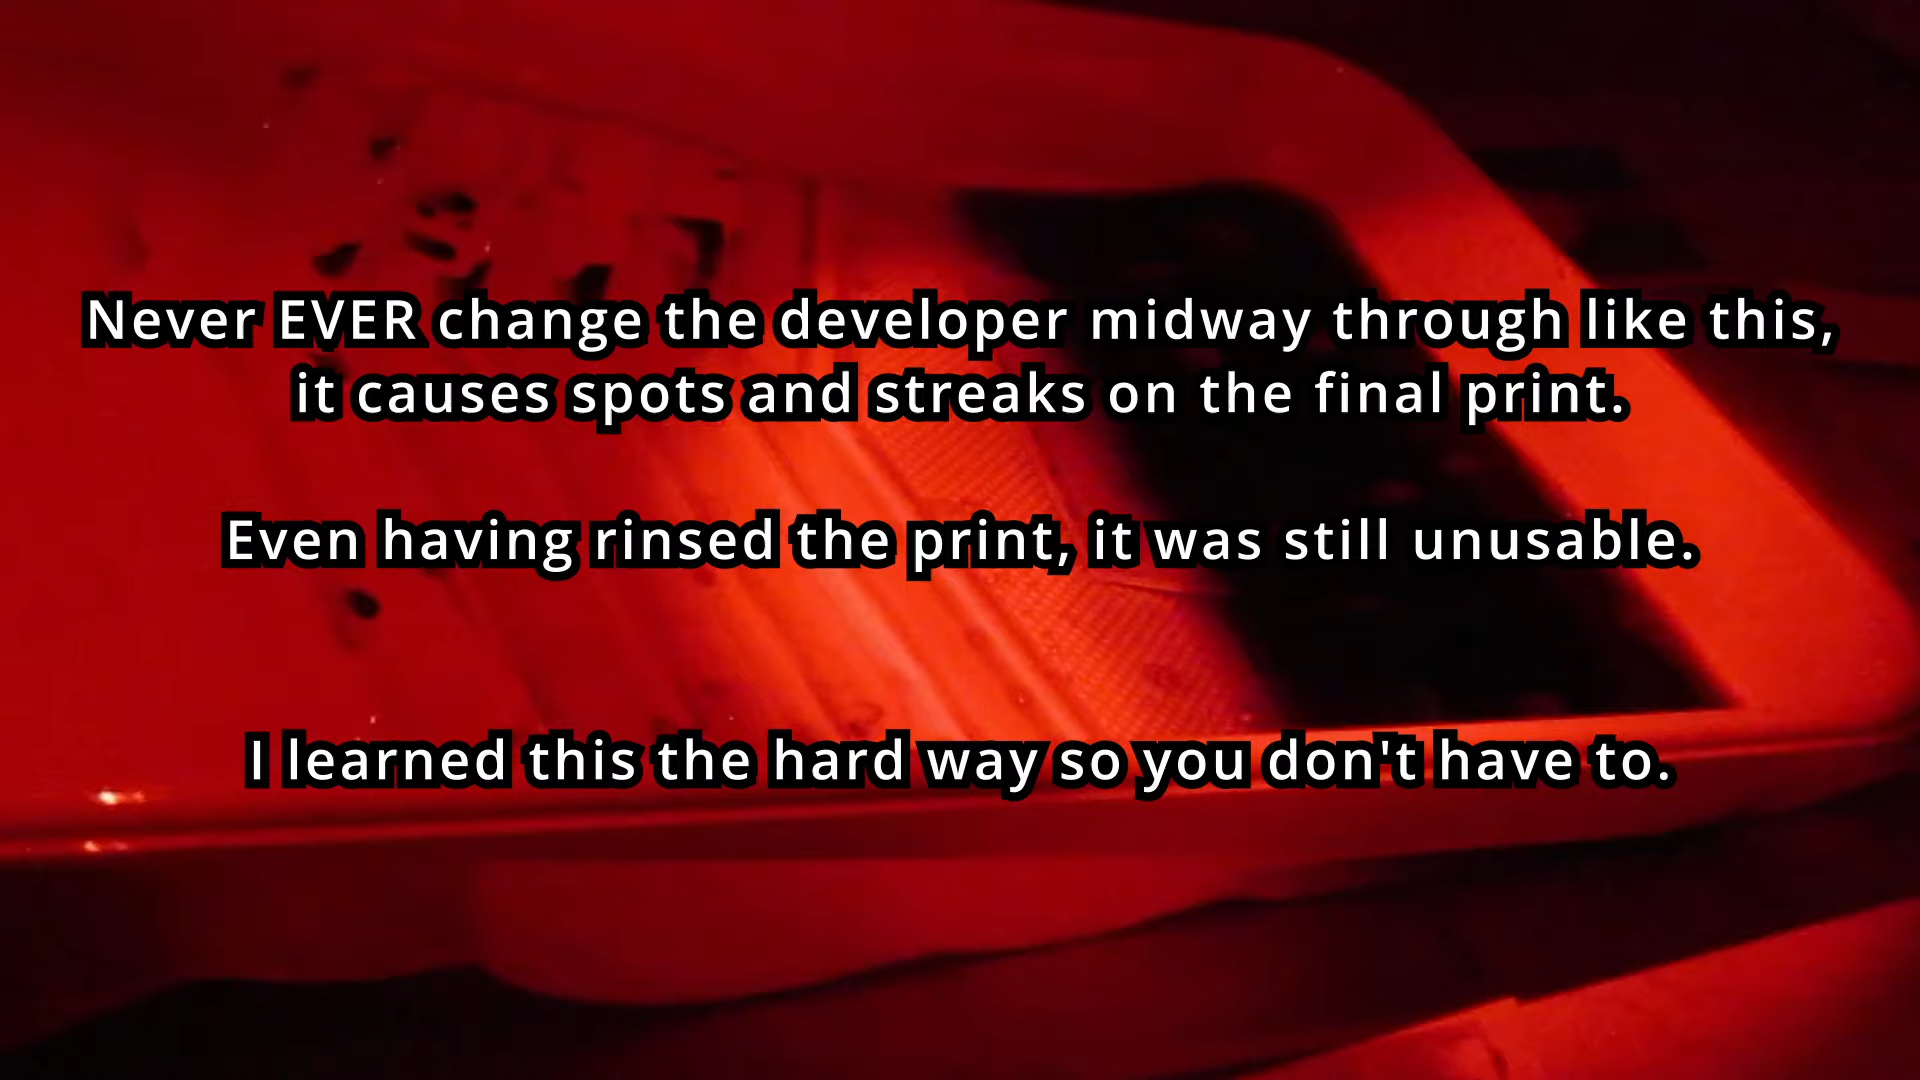 Never EVER change the developer midway through like this,
it causes spots and streaks on the final print.
Even having rinsed the print, it was still unusable.
I learned this the hard way so you don't have to.